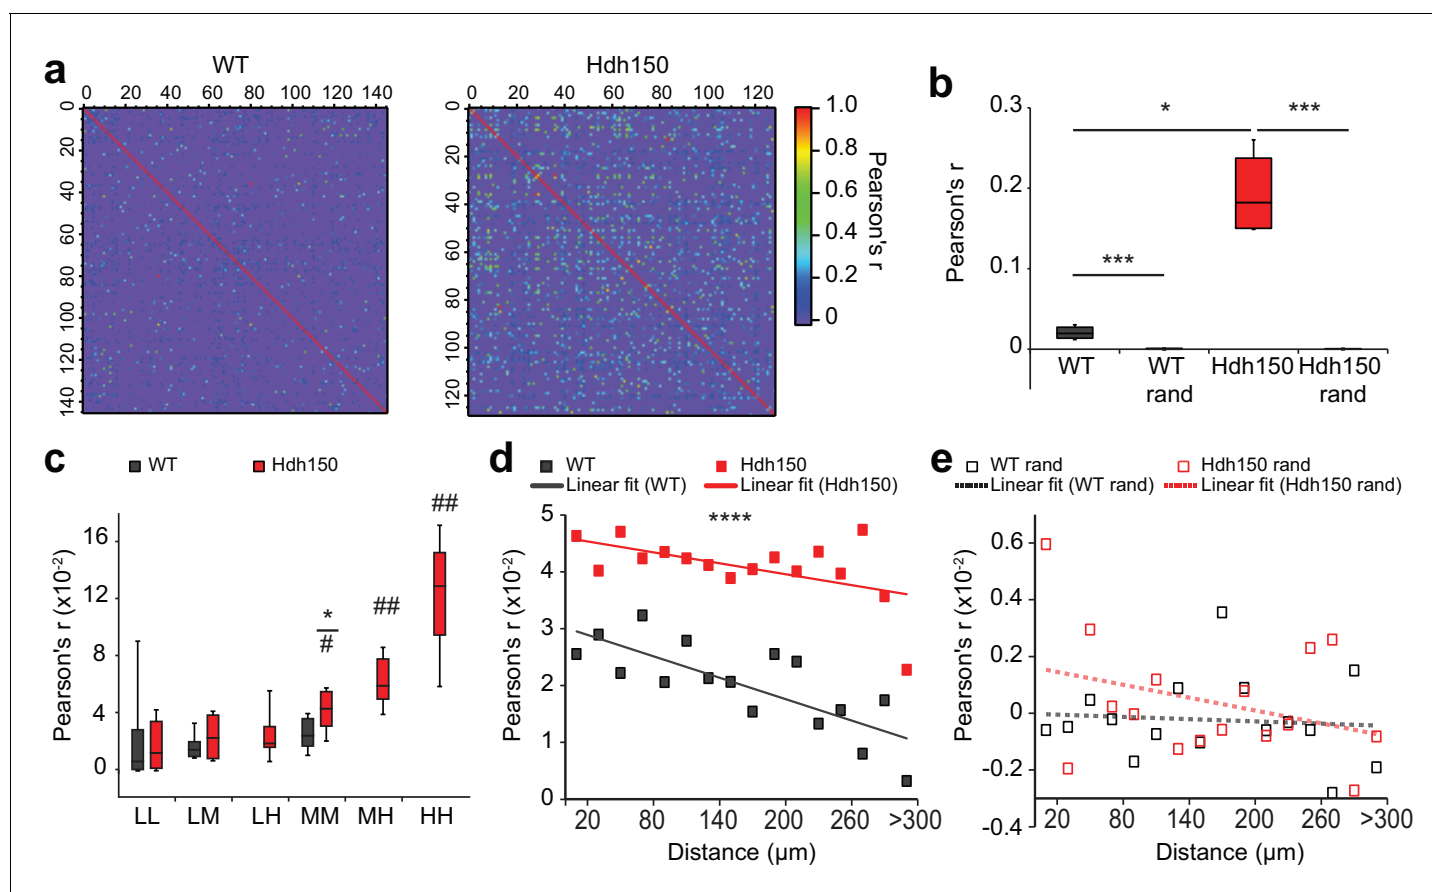 a
WT
0 20 40 60 80 100 120 140
0
20
40
60
80
100
120
140
Hdh150
0 20 40 60 80 100 120
0
20
40
60
80
100
120
1.0
0.8
0.6
0.4
0.2
0
Pearson's r
b
0.3
0.2
0.1
0
Pearson's r
*
***
***
WT
WT
rand
Hdh150
Hdh150
rand
c
WT
Hdh150
16
12
8
4
0
Pearson's r (x10-2)
*
#
##
##
LL LM LH MM MH HH
d
WT
Hdh150
Linear fit (WT)
Linear fit (Hdh150)
****
5
4
3
2
1
0
Pearson's r (x10-2)
20 80 140 200 260 >300
Distance (µm)
e
WT rand
Hdh150 rand
Linear fit (WT rand)
Linear fit (Hdh150 rand)
0.6
0.4
0.2
0
-0.2
-0.4
Pearson's r (x10-2)
20 80 140 200 260 >300
Distance (µm)